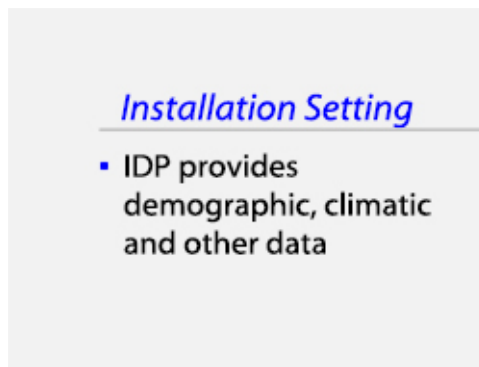 Installation Setting
▪ IDP provides
demographic, climatic
and other data